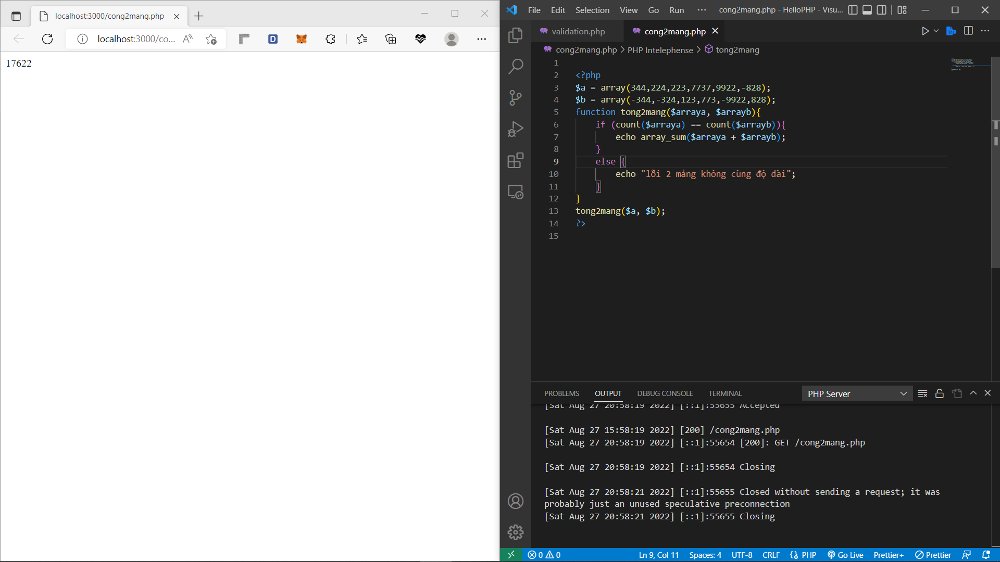 localhost:3000/cong2mang.php
localhost:3000/co...
17622
File Edit Selection View Go Run ... cong2mang.php - HelloPHP - Visu...
validation.php cong2mang.php
cong2mang.php > PHP Intelephense > tong2mang
1
2 <?php
3 $a = array(344,224,223,7737,9922,-828);
4 $b = array(-344,-324,123,773,-9922,828);
5 function tong2mang($arraya, $arrayb){
6 if (count($arraya) == count($arrayb)){
7 echo array_sum($arraya + $arrayb);
8 }
9 else {
10 echo "lỗi 2 mảng không cùng độ dài";
11 }
12 }
13 tong2mang($a, $b);
14 ?>
15
PROBLEMS OUTPUT DEBUG CONSOLE TERMINAL PHP Server
[Sat Aug 27 20:58:19 2022] [::1]:55655 Accepted
[Sat Aug 27 15:58:19 2022] [200] /cong2mang.php
[Sat Aug 27 20:58:19 2022] [::1]:55654 [200]: GET /cong2mang.php
[Sat Aug 27 20:58:19 2022] [::1]:55654 Closing
[Sat Aug 27 20:58:21 2022] [::1]:55655 Closed without sending a request; it was
probably just an unused speculative preconnection
[Sat Aug 27 20:58:21 2022] [::1]:55655 Closing
0 0 Ln 9, Col 11 Spaces: 4 UTF-8 CRLF PHP Go Live Prettier+ Prettier